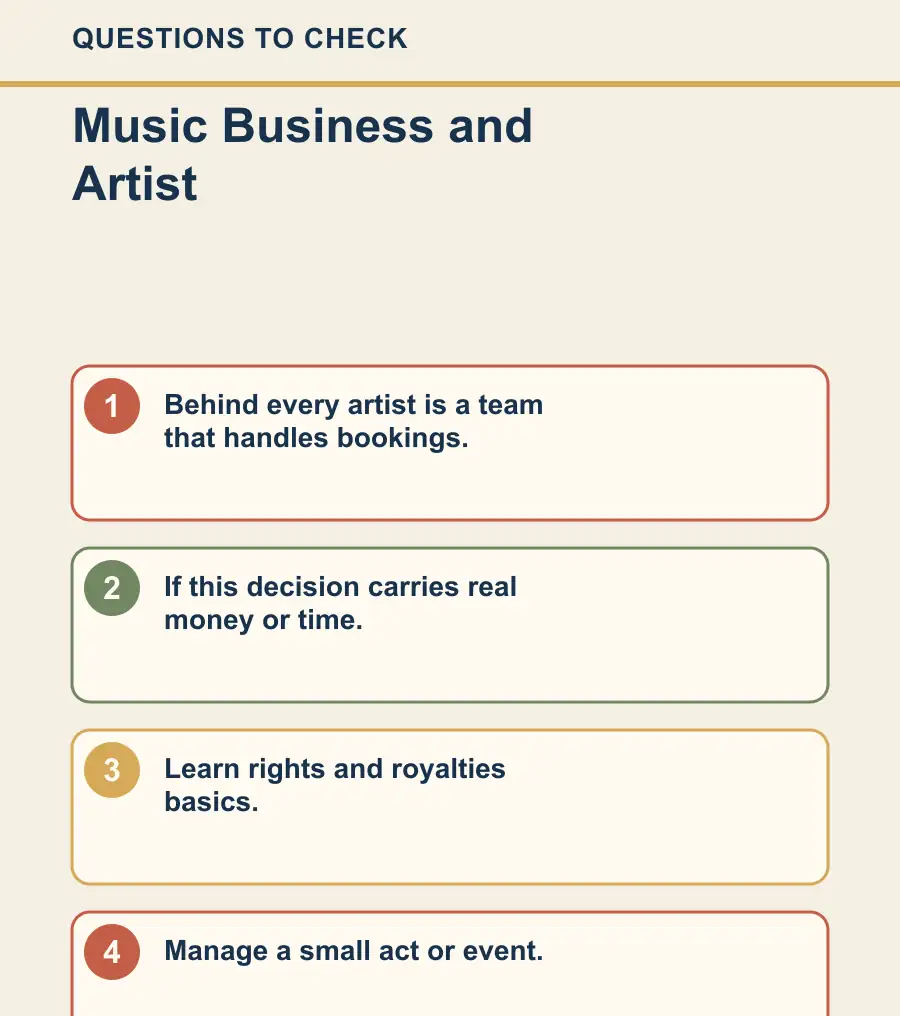 QUESTIONS TO CHECK
Music Business and
Artist
1
Behind every artist is a team
that handles bookings.
2
If this decision carries real
money or time.
3
Learn rights and royalties
basics.
4
Manage a small act or event.